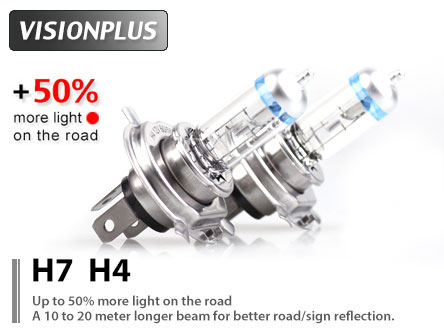 VISIONPLUS
+50%
more light
on the road
H7 H4
Up to 50% more light on the road
A 10 to 20 meter longer beam for better road/sign reflection.